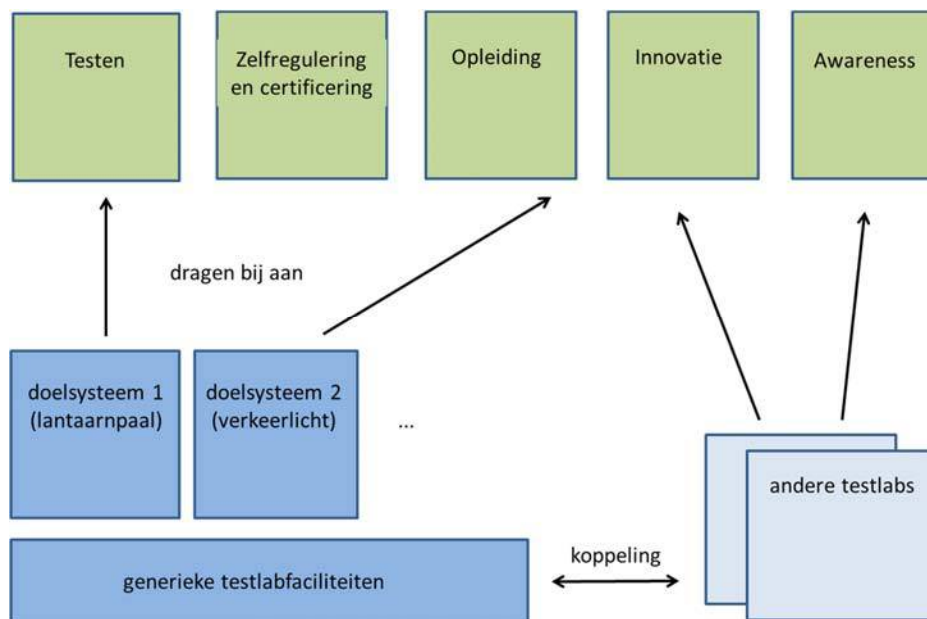 Testen
Zelfregulering
en certificering
Opleiding
Innovatie
Awareness
dragen bij aan
doelsysteem 1
(lantaarnpaal)
doelsysteem 2
(verkeerlicht)
...
andere testlabs
koppeling
generieke testlabfaciliteiten